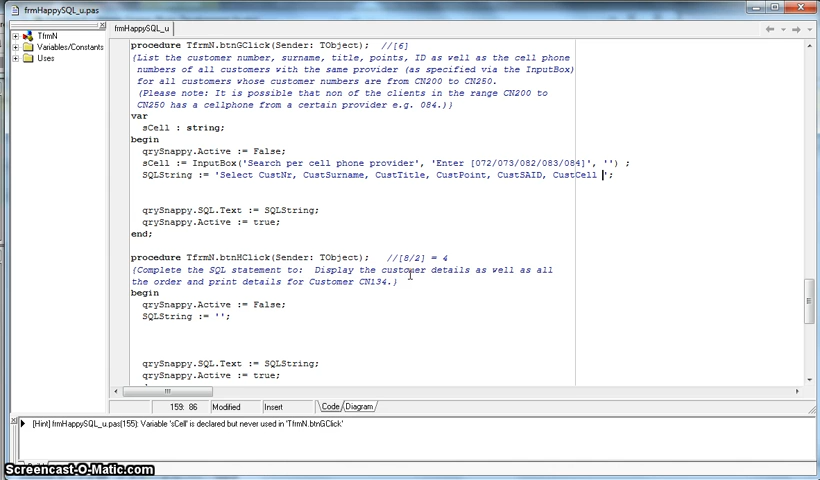 frmHappySQL_u.pas
frmHappySQL_u
TfrmN
Variables/Constants
Uses
procedure TfrmN.btnGClick(Sender: TObject);  //[6]
{List the customer number, surname, title, points, ID as well as the cell phone
numbers of all customers with the same provider (as specified via the InputBox)
for all customers whose customer numbers are from CN200 to CN250.
(Please note: It is possible that non of the clients in the range CN200 to
CN250 has a cellphone from a certain provider e.g. 084.)}
var
sCell : string;
begin
qrySnappy.Active := False;
sCell := InputBox('Search per cell phone provider', 'Enter [072/073/082/083/084]', '') ;
SQLString := 'Select CustNr, CustSurname, CustTitle, CustPoint, CustSAID, CustCell ';
qrySnappy.SQL.Text := SQLString;
qrySnappy.Active := true;
end;
procedure TfrmN.btnHClick(Sender: TObject);   //[8/2] = 4
{Complete the SQL statement to:  Display the customer details as well as all
the order and print details for Customer CN134.}
begin
qrySnappy.Active := False;
SQLString := '';
qrySnappy.SQL.Text := SQLString;
qrySnappy.Active := true;
159: 86 Modified Insert Code Diagram
[Hint] frmHappySQL_u.pas(155): Variable 'sCell' is declared but never used in 'TfrmN.btnGClick'
Screencast-O-Matic.com